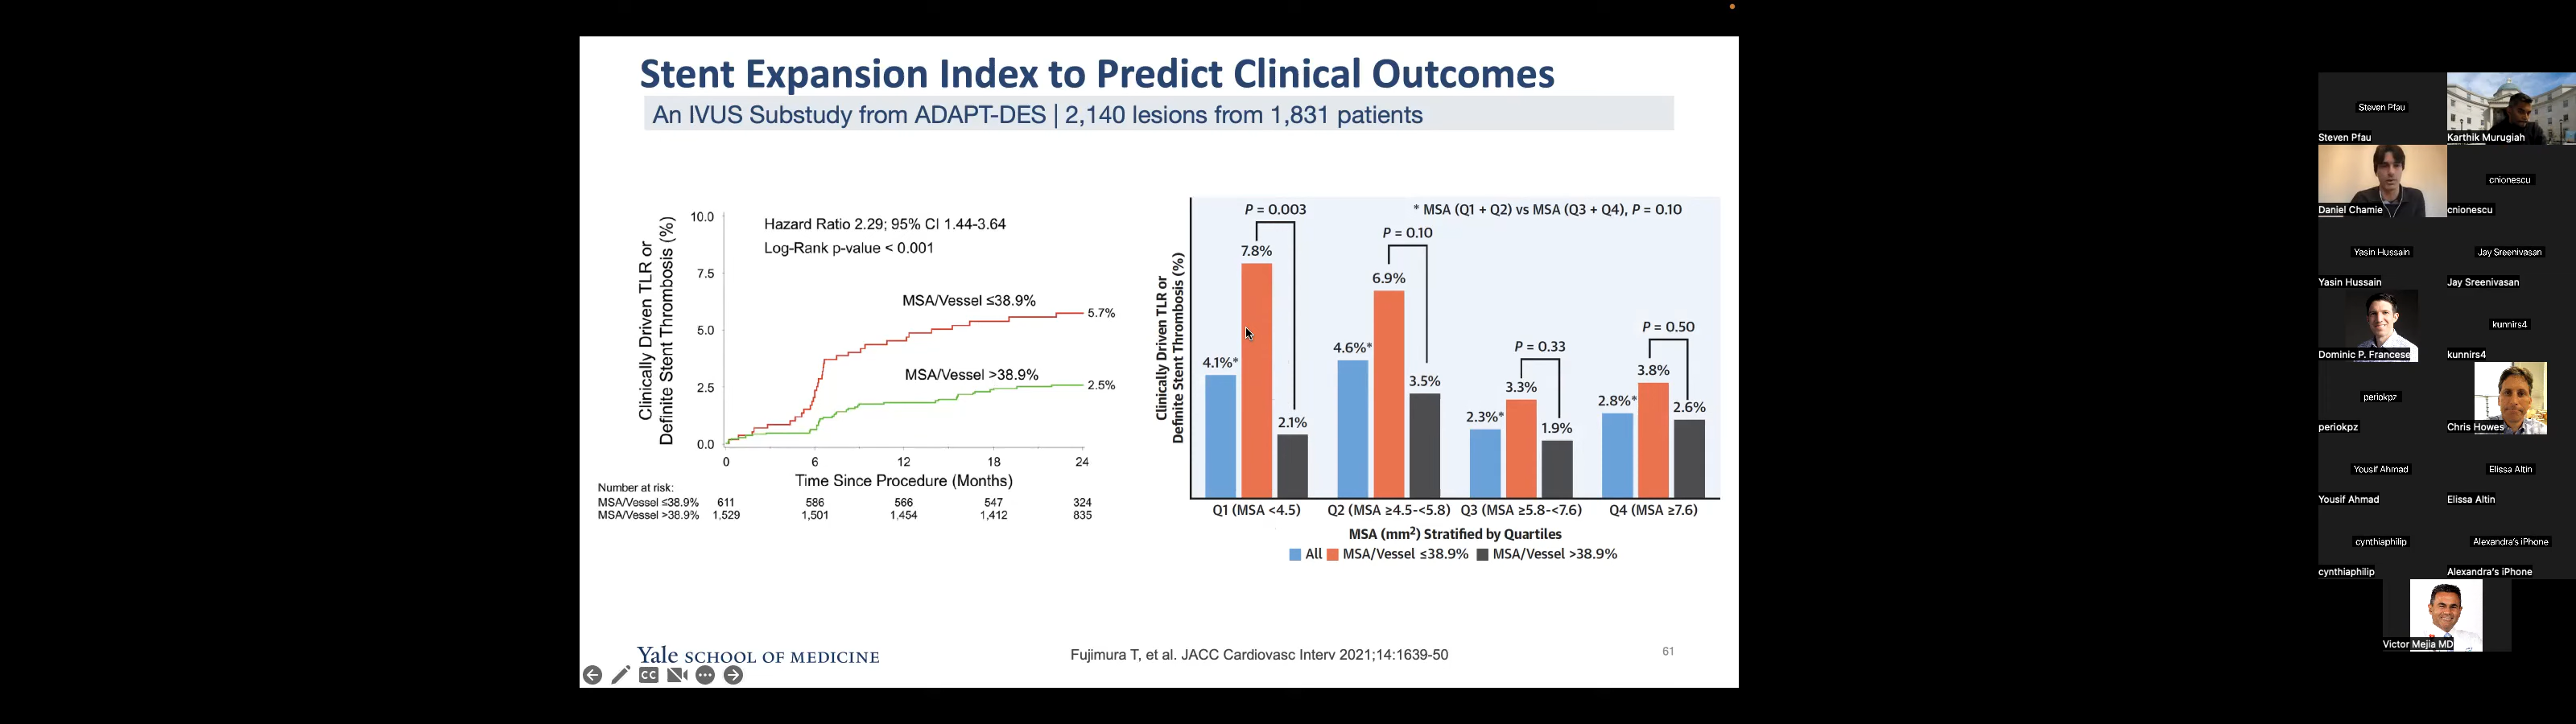 Stent Expansion Index to Predict Clinical Outcomes
An IVUS Substudy from ADAPT-DES | 2,140 lesions from 1,831 patients
Clinically Driven TLR or
Definite Stent Thrombosis (%)
10.0
7.5
5.0
2.5
0.0
Hazard Ratio 2.29; 95% CI 1.44-3.64
Log-Rank p-value < 0.001
MSA/Vessel ≤38.9%
5.7%
MSA/Vessel >38.9%
2.5%
0 6 12 18 24
Time Since Procedure (Months)
Number at risk:
MSA/Vessel ≤38.9% 611 586 566 547 324
MSA/Vessel >38.9% 1,529 1,501 1,454 1,412 835
Clinically Driven TLR or
Definite Stent Thrombosis (%)
* MSA (Q1 + Q2) vs MSA (Q3 + Q4), P = 0.10
P = 0.003
4.1%*
7.8%
2.1%
P = 0.10
4.6%*
6.9%
3.5%
P = 0.33
2.3%*
3.3%
1.9%
P = 0.50
2.8%*
3.8%
2.6%
Q1 (MSA <4.5) Q2 (MSA ≥4.5-<5.8) Q3 (MSA ≥5.8-<7.6) Q4 (MSA ≥7.6)
MSA (mm²) Stratified by Quartiles
All MSA/Vessel ≤38.9% MSA/Vessel >38.9%
Yale SCHOOL OF MEDICINE
Fujimura T, et al. JACC Cardiovasc Interv 2021;14:1639-50
61
CC
Steven Pfau
Steven Pfau
Karthik Murugiah
Daniel Chamie
cnionescu
cnionescu
Yasin Hussain
Yasin Hussain
Jay Sreenivasan
Jay Sreenivasan
Dominic P. Francese
kunnirs4
kunnirs4
periokpz
periokpz
Chris Howes
Yousif Ahmad
Yousif Ahmad
Elissa Altin
Elissa Altin
cynthiaphilip
cynthiaphilip
Alexandra's iPhone
Alexandra's iPhone
Victor Mejia MD